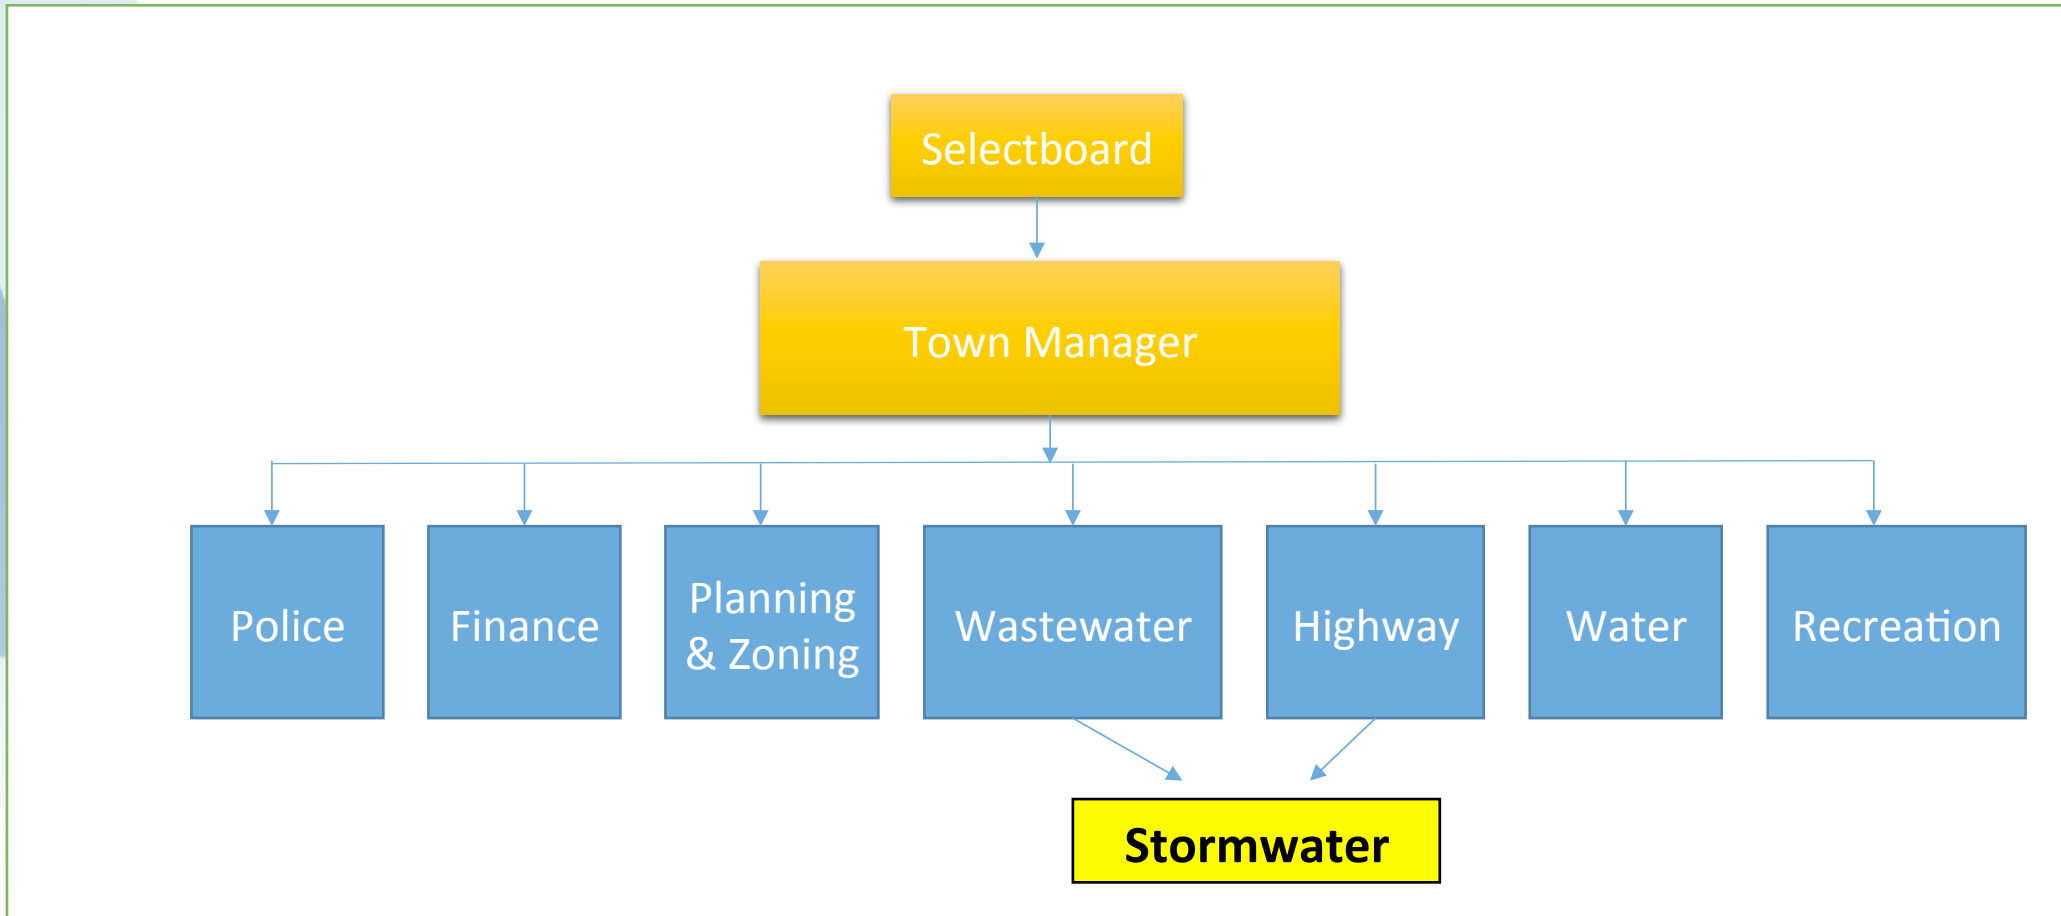 Selectboard
Town Manager
Police
Finance
Planning
& Zoning
Wastewater
Highway
Water
Recreation
Stormwater